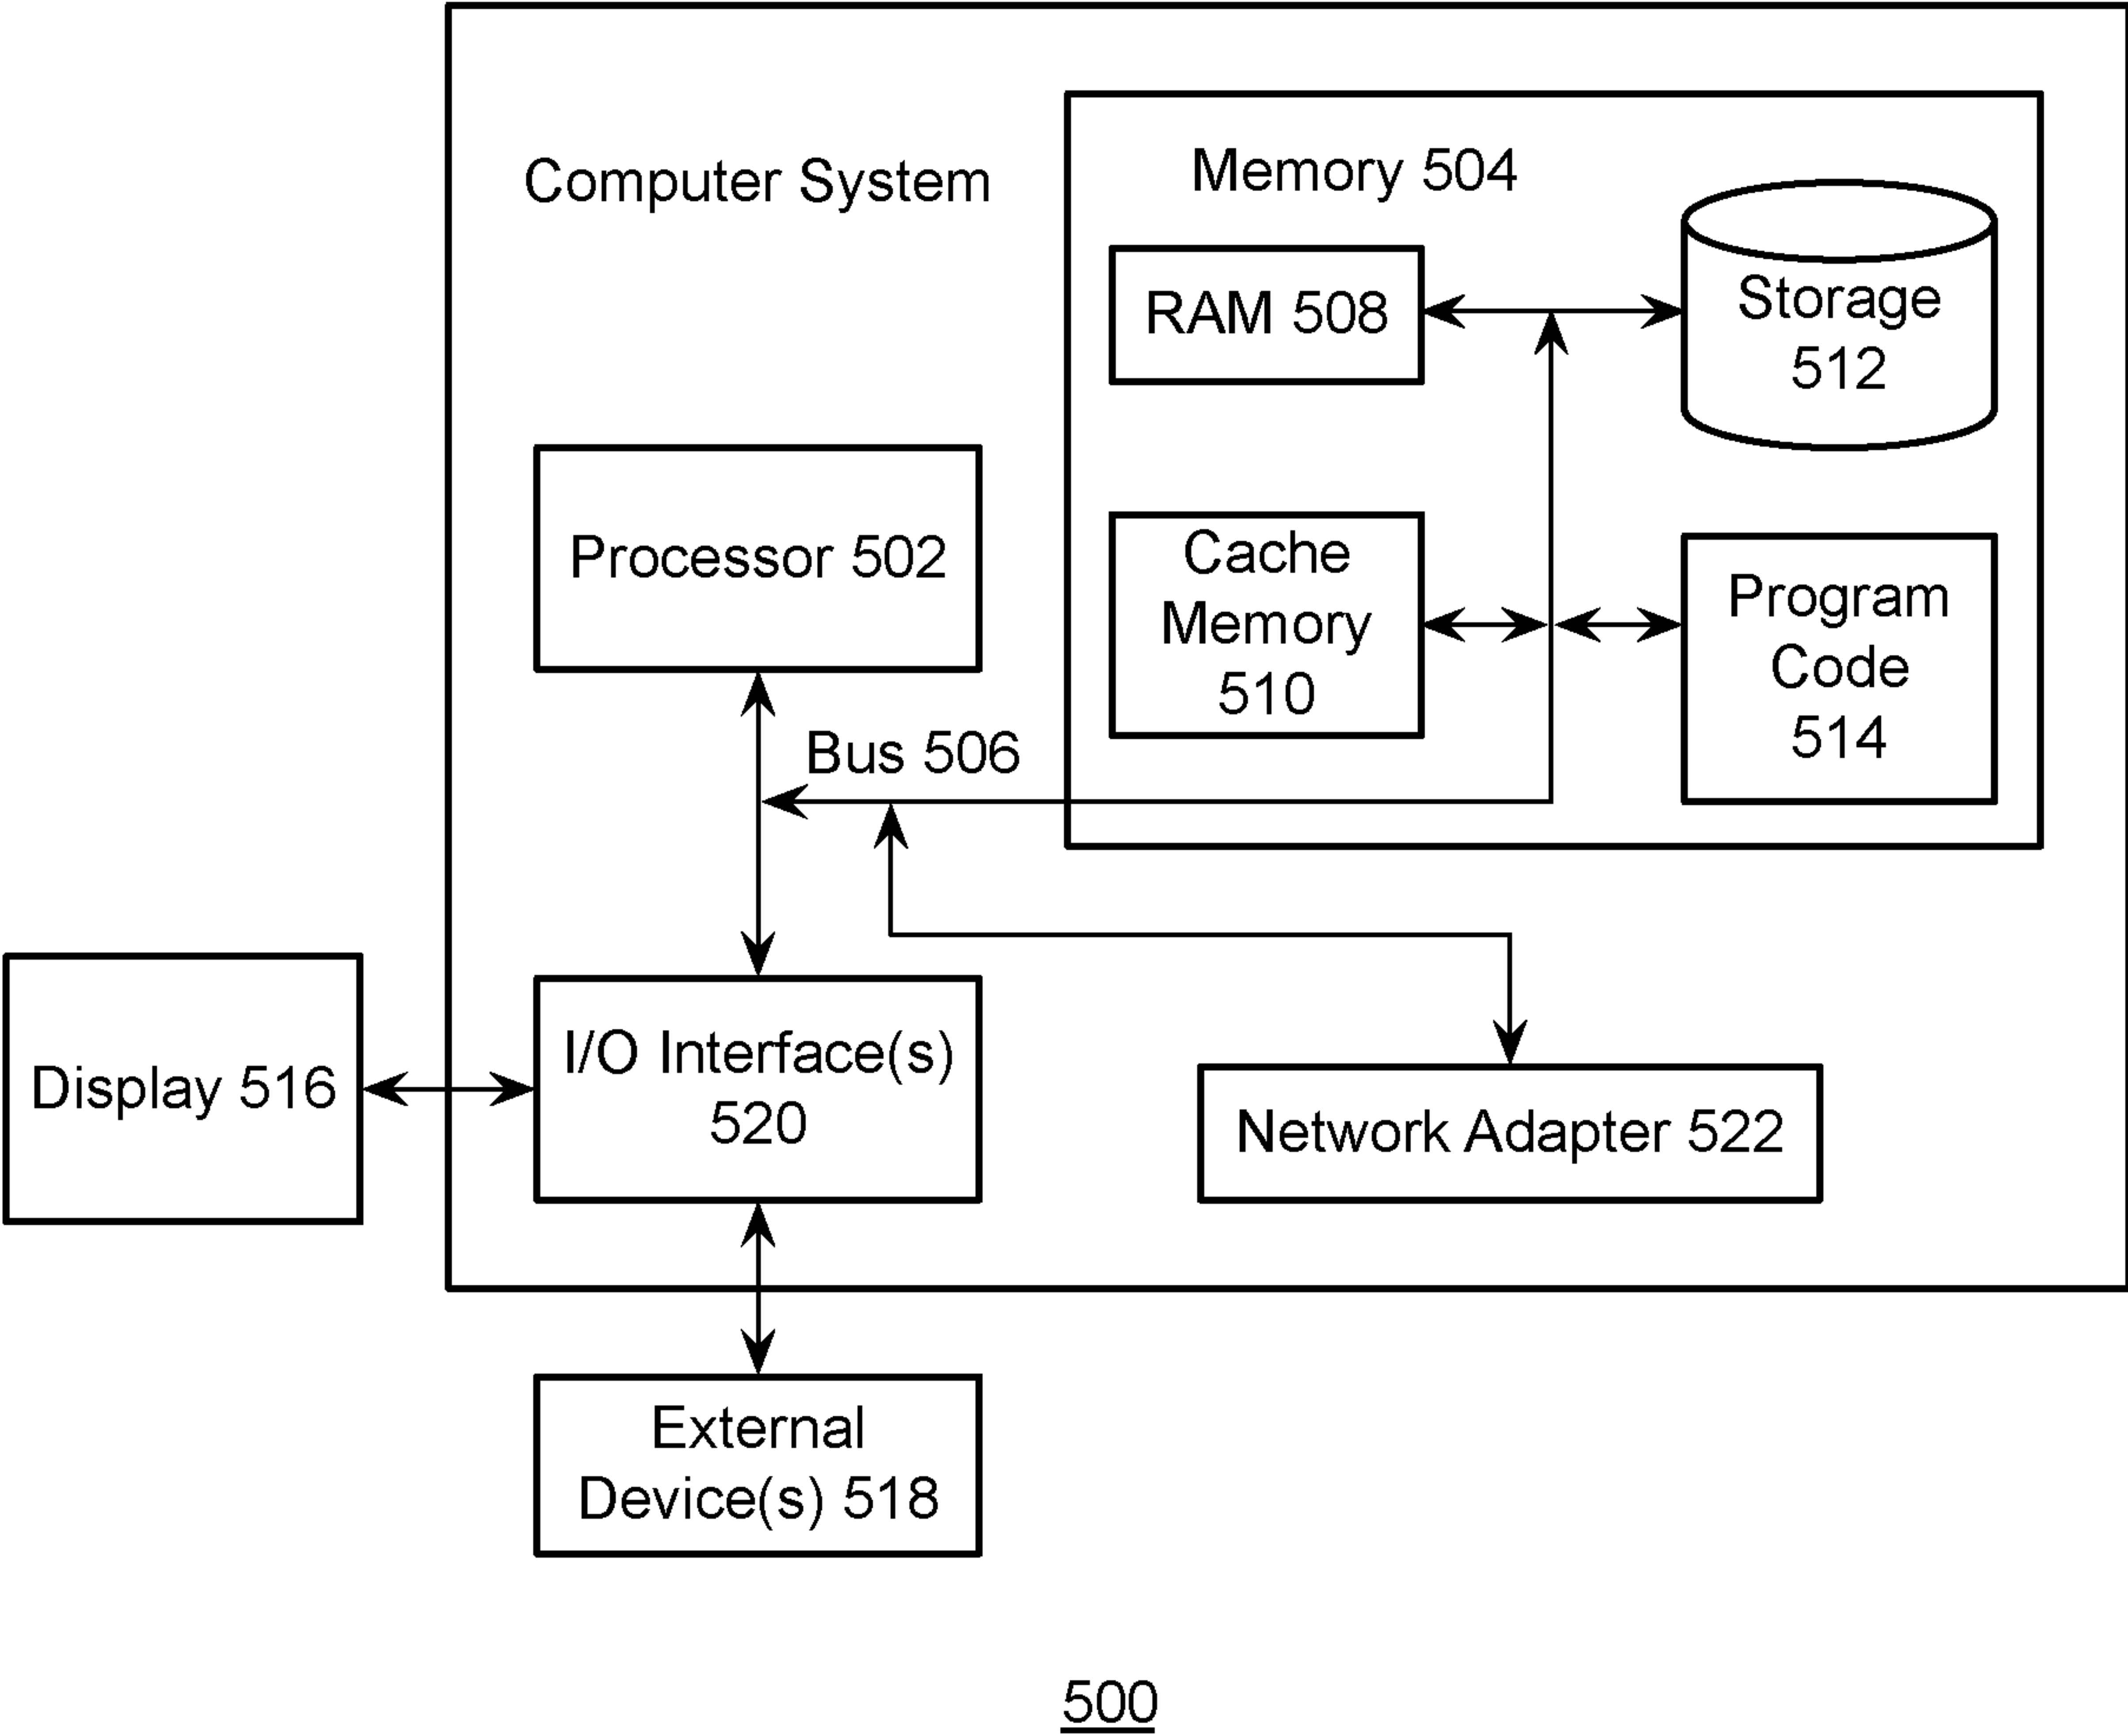 Computer System
Memory 504
RAM 508
Storage
512
Processor 502
Cache
Memory
510
Program
Code
514
Bus 506
Display 516
I/O Interface(s)
520
Network Adapter 522
External
Device(s) 518
500